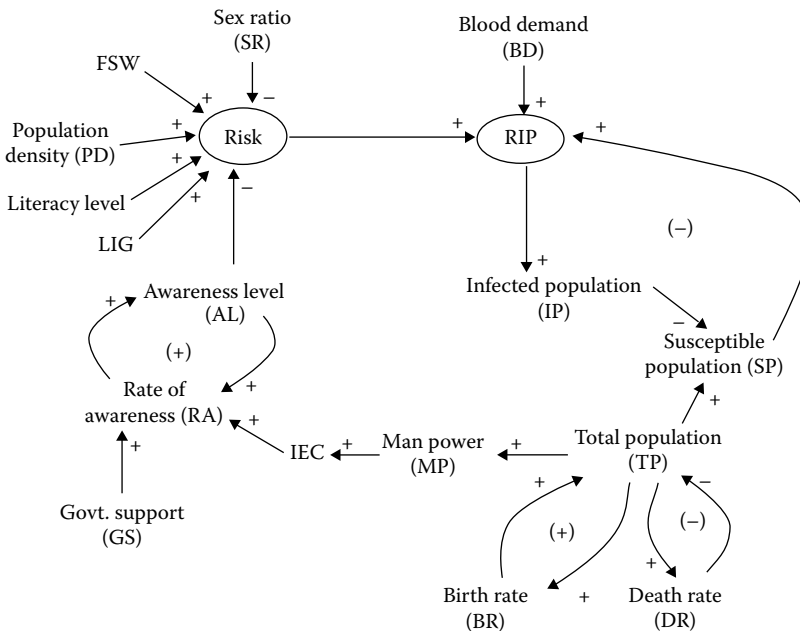 Sex ratio
(SR)
Blood demand
(BD)
FSW
+
–
+
Population
density (PD)
+
Risk
+
RIP
+
+
Literacy level
+
–
LIG
(–)
+
Infected population
(IP)
–
Susceptible
population (SP)
+
Awareness level
(AL)
(+)
+
+
Rate of
awareness (RA)
+
+
Govt. support
(GS)
IEC
+
Man power
(MP)
+
Total population
(TP)
+
+
(+)
+
Birth rate
(BR)
–
(–)
+
Death rate
(DR)